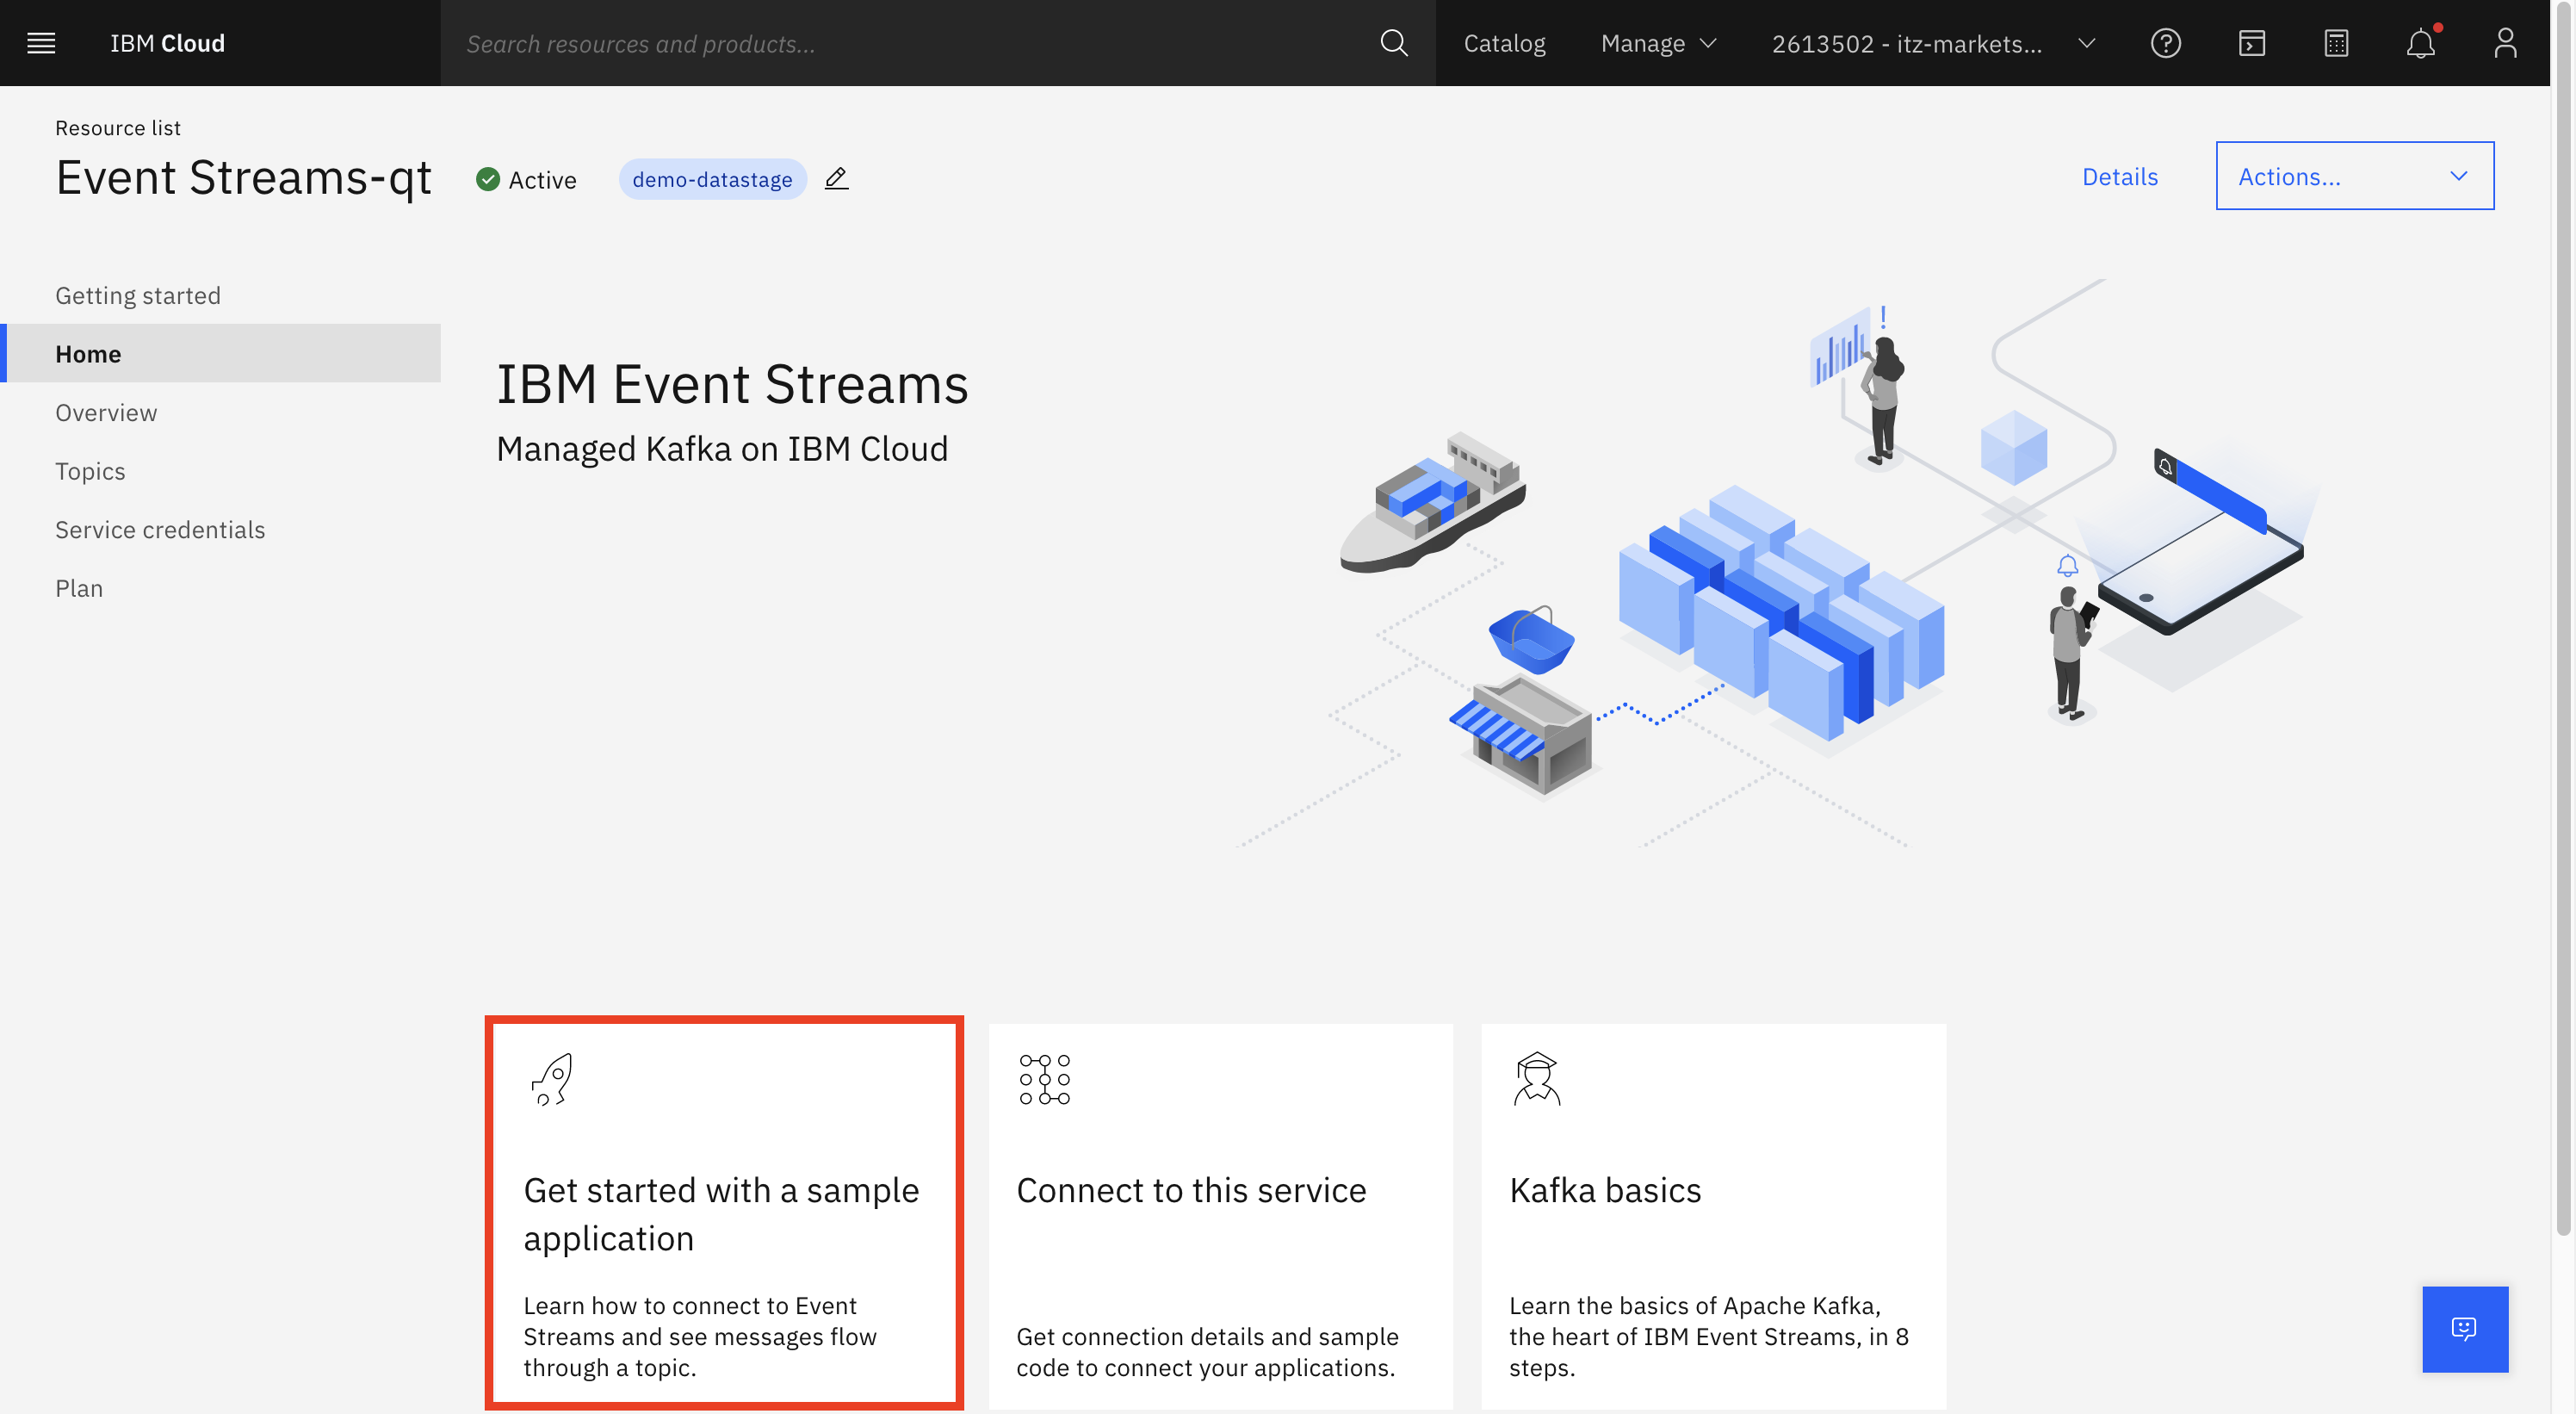 IBM Cloud
Search resources and products...
Catalog
Manage
2613502 - itz-markets...
Resource list
Event Streams-qt
Active
demo-datastage
Details
Actions...
Getting started
Home
Overview
Topics
Service credentials
Plan
IBM Event Streams
Managed Kafka on IBM Cloud
!
Get started with a sample
application
Learn how to connect to Event
Streams and see messages flow
through a topic.
Connect to this service
Get connection details and sample
code to connect your applications.
Kafka basics
Learn the basics of Apache Kafka,
the heart of IBM Event Streams, in 8
steps.